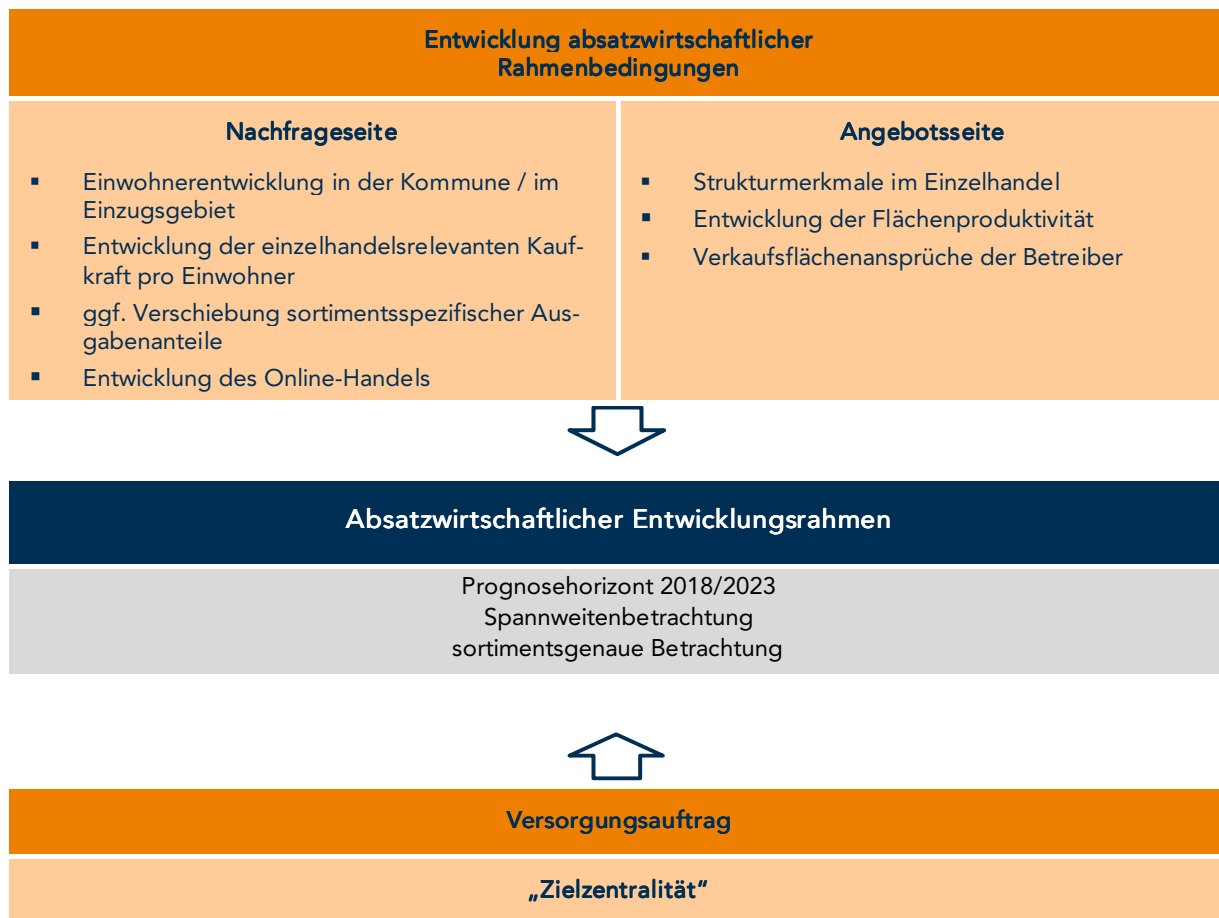 Entwicklung absatzwirtschaftlicher
Rahmenbedingungen
Nachfrageseite
▪ Einwohnerentwicklung in der Kommune / im
Einzugsgebiet
▪ Entwicklung der einzelhandelsrelevanten Kauf-
kraft pro Einwohner
▪ ggf. Verschiebung sortimentsspezifischer Aus-
gabenanteile
▪ Entwicklung des Online-Handels
Angebotsseite
▪ Strukturmerkmale im Einzelhandel
▪ Entwicklung der Flächenproduktivität
▪ Verkaufsflächenansprüche der Betreiber
Absatzwirtschaftlicher Entwicklungsrahmen
Prognosehorizont 2018/2023
Spannweitenbetrachtung
sortimentsgenaue Betrachtung
Versorgungsauftrag
„Zielzentralität“